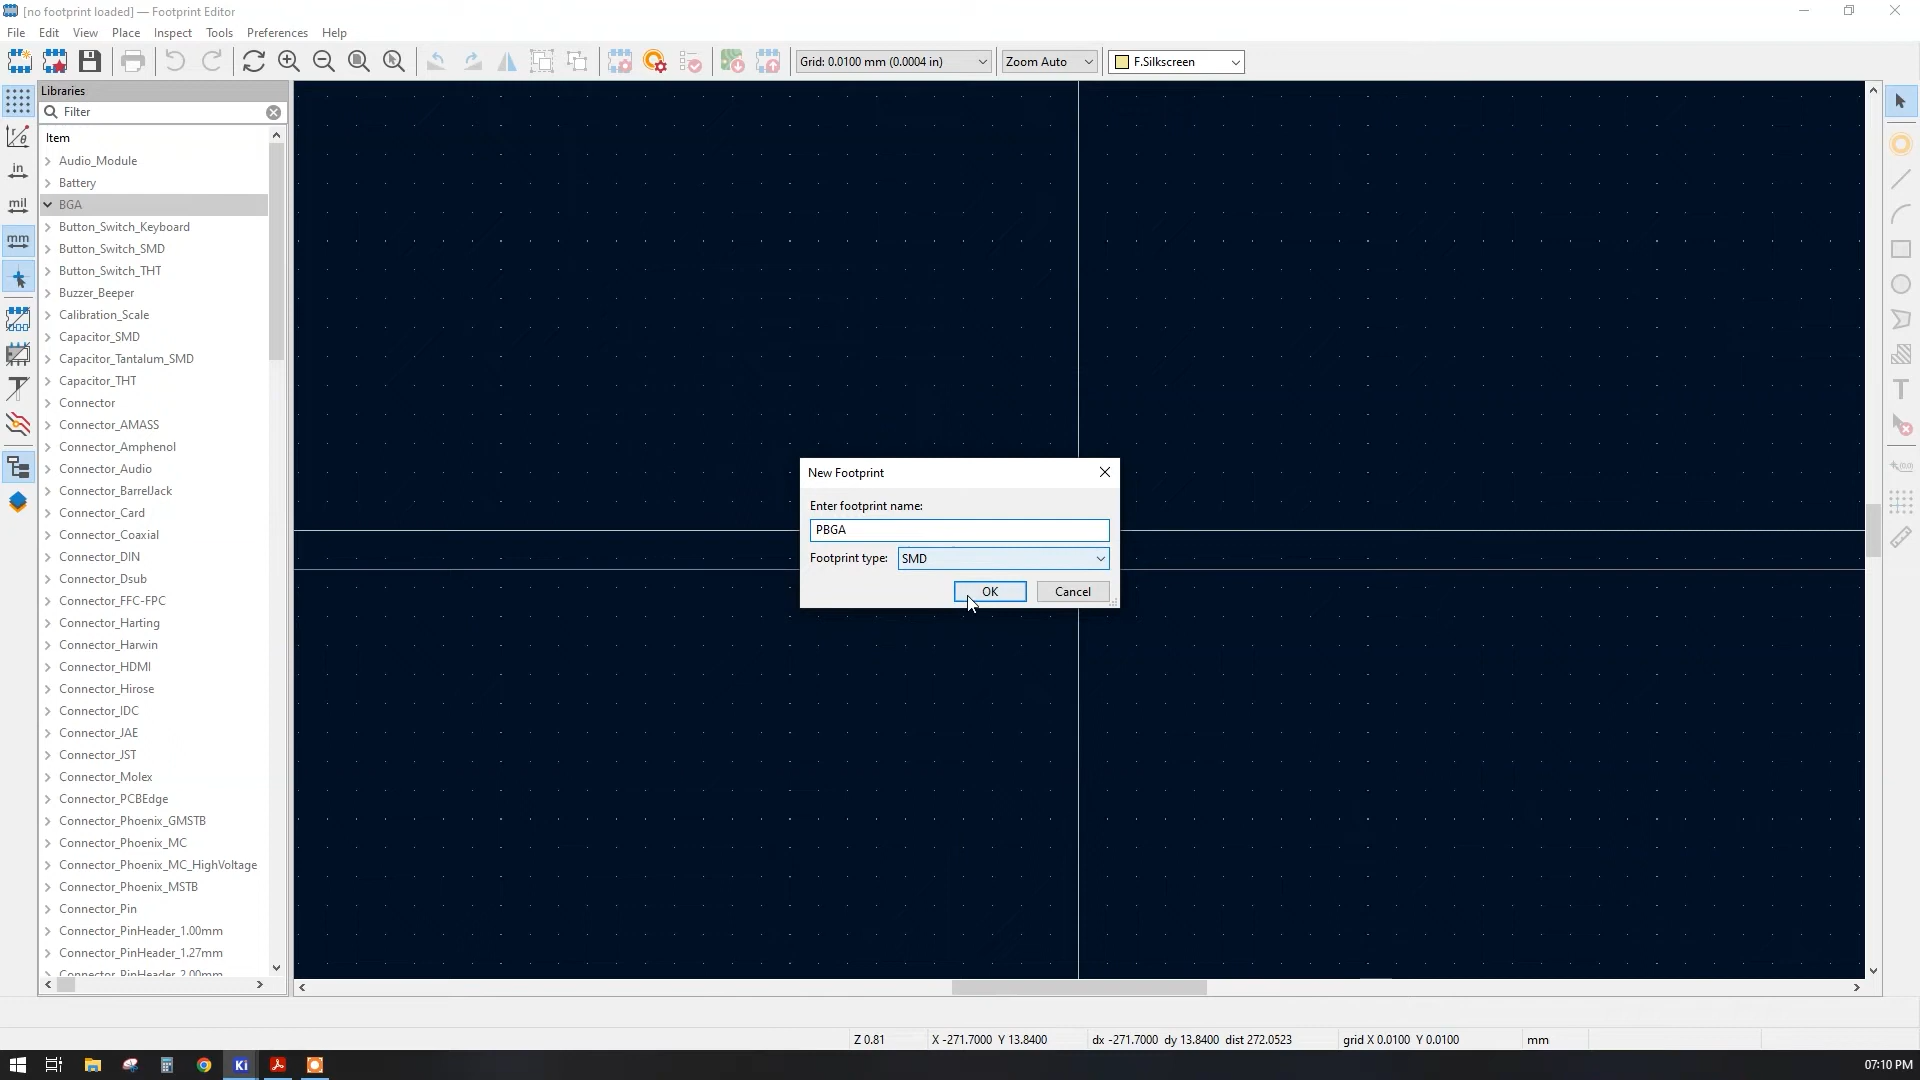 [no footprint loaded] — Footprint Editor
File Edit View Place Inspect Tools Preferences Help
Grid: 0.0100 mm (0.0004 in) Zoom Auto F.Silkscreen
Libraries
Filter
Item
Audio_Module
Battery
BGA
Button_Switch_Keyboard
Button_Switch_SMD
Button_Switch_THT
Buzzer_Beeper
Calibration_Scale
Capacitor_SMD
Capacitor_Tantalum_SMD
Capacitor_THT
Connector
Connector_AMASS
Connector_Amphenol
Connector_Audio
Connector_BarrelJack
Connector_Card
Connector_Coaxial
Connector_DIN
Connector_Dsub
Connector_FFC-FPC
Connector_Harting
Connector_Harwin
Connector_HDMI
Connector_Hirose
Connector_IDC
Connector_JAE
Connector_JST
Connector_Molex
Connector_PCBEdge
Connector_Phoenix_GMSTB
Connector_Phoenix_MC
Connector_Phoenix_MC_HighVoltage
Connector_Phoenix_MSTB
Connector_Pin
Connector_PinHeader_1.00mm
Connector_PinHeader_1.27mm
Connector_PinHeader_2.00mm
in
mil
mm
New Footprint
Enter footprint name:
PBGA
Footprint type: SMD
OK Cancel
T
Z 0.81 X -271.7000 Y 13.8400 dx -271.7000 dy 13.8400 dist 272.0523 grid X 0.0100 Y 0.0100 mm
Ki
07:10 PM